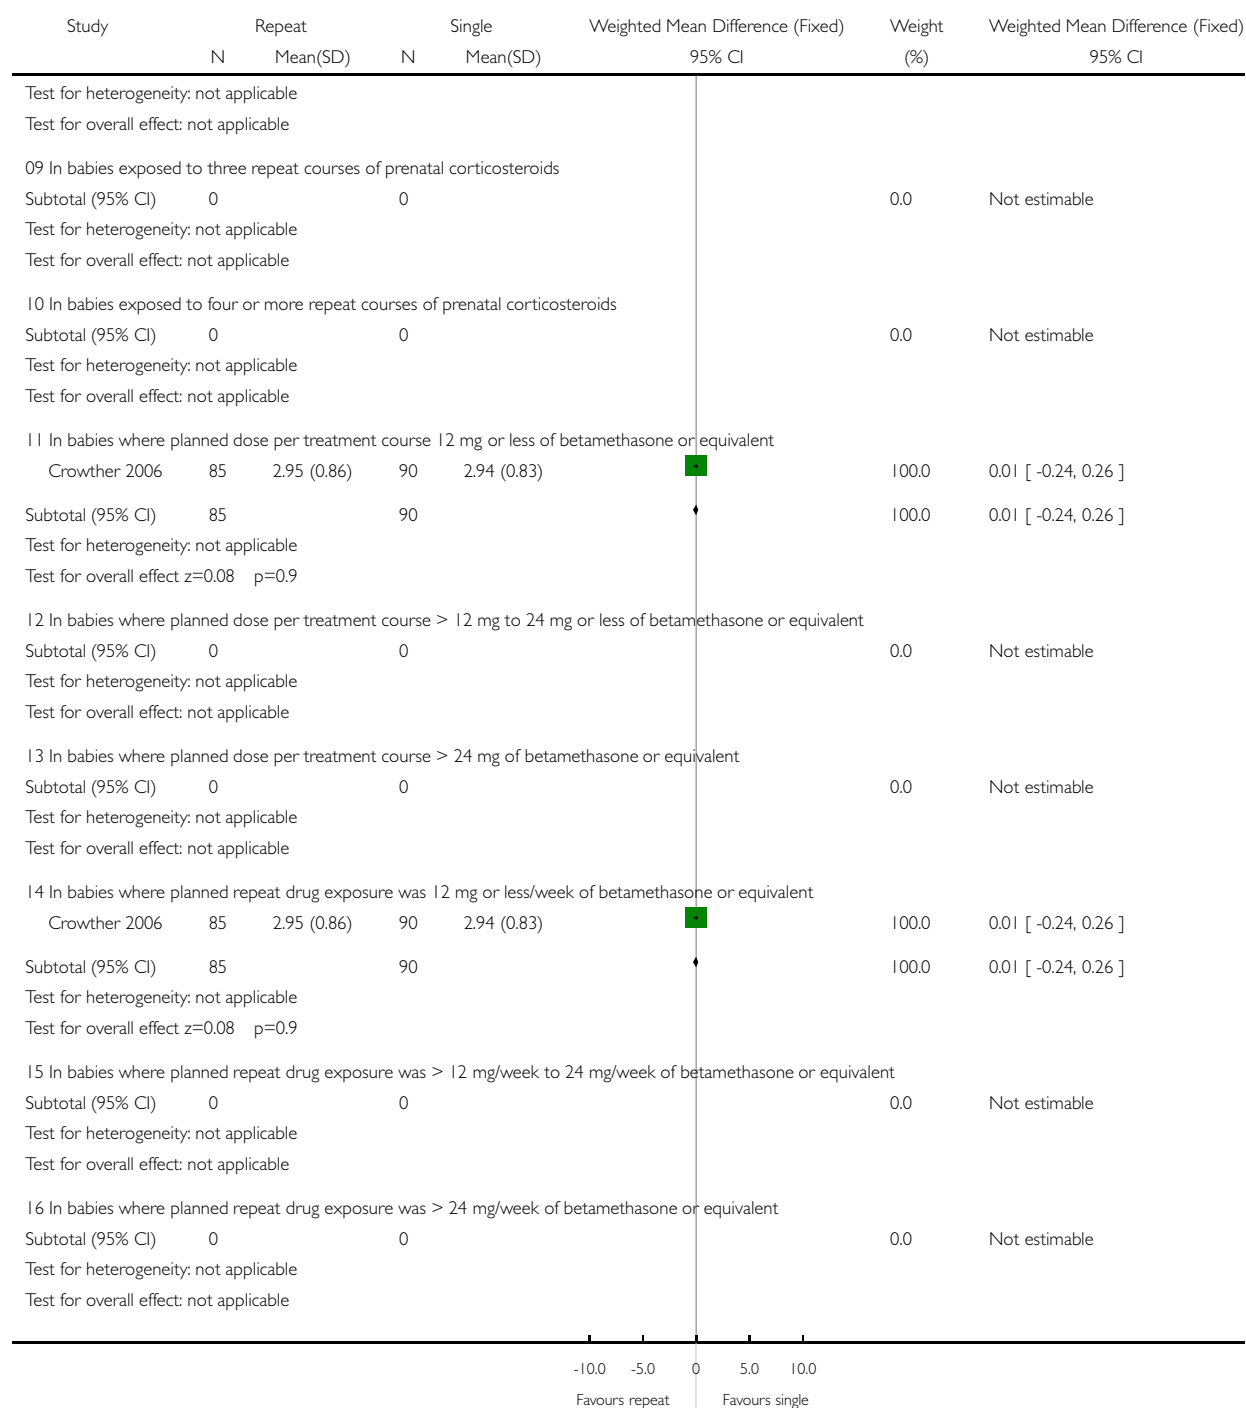 Study Repeat Single Weighted Mean Difference (Fixed) Weight Weighted Mean Difference (Fixed)
N Mean(SD) N Mean(SD) 95% CI (%) 95% CI
Test for heterogeneity: not applicable
Test for overall effect: not applicable
09 In babies exposed to three repeat courses of prenatal corticosteroids
Subtotal (95% CI) 0 0 0.0 Not estimable
Test for heterogeneity: not applicable
Test for overall effect: not applicable
10 In babies exposed to four or more repeat courses of prenatal corticosteroids
Subtotal (95% CI) 0 0 0.0 Not estimable
Test for heterogeneity: not applicable
Test for overall effect: not applicable
11 In babies where planned dose per treatment course 12 mg or less of betamethasone or equivalent
Crowther 2006 85 2.95 (0.86) 90 2.94 (0.83) 100.0 0.01 [ -0.24, 0.26 ]
Subtotal (95% CI) 85 90 100.0 0.01 [ -0.24, 0.26 ]
Test for heterogeneity: not applicable
Test for overall effect z=0.08 p=0.9
12 In babies where planned dose per treatment course > 12 mg to 24 mg or less of betamethasone or equivalent
Subtotal (95% CI) 0 0 0.0 Not estimable
Test for heterogeneity: not applicable
Test for overall effect: not applicable
13 In babies where planned dose per treatment course > 24 mg of betamethasone or equivalent
Subtotal (95% CI) 0 0 0.0 Not estimable
Test for heterogeneity: not applicable
Test for overall effect: not applicable
14 In babies where planned repeat drug exposure was 12 mg or less/week of betamethasone or equivalent
Crowther 2006 85 2.95 (0.86) 90 2.94 (0.83) 100.0 0.01 [ -0.24, 0.26 ]
Subtotal (95% CI) 85 90 100.0 0.01 [ -0.24, 0.26 ]
Test for heterogeneity: not applicable
Test for overall effect z=0.08 p=0.9
15 In babies where planned repeat drug exposure was > 12 mg/week to 24 mg/week of betamethasone or equivalent
Subtotal (95% CI) 0 0 0.0 Not estimable
Test for heterogeneity: not applicable
Test for overall effect: not applicable
16 In babies where planned repeat drug exposure was > 24 mg/week of betamethasone or equivalent
Subtotal (95% CI) 0 0 0.0 Not estimable
Test for heterogeneity: not applicable
Test for overall effect: not applicable
-10.0 -5.0 0 5.0 10.0
Favours repeat Favours single